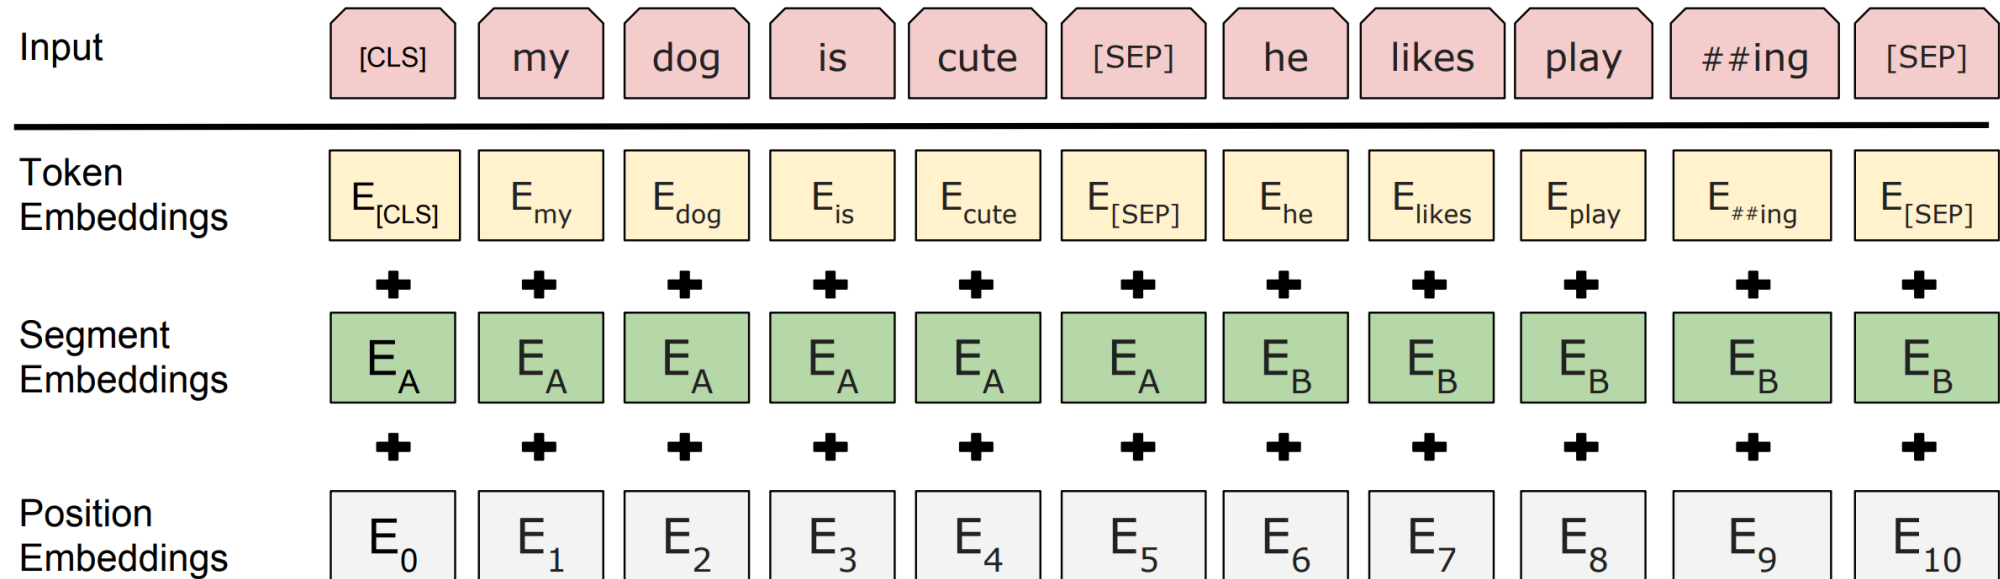 Input [CLS] my dog is cute [SEP] he likes play ##ing [SEP]
Token Embeddings E[CLS] Emy Edog Eis Ecute E[SEP] Ehe Elikes Eplay E##ing E[SEP]
+ + + + + + + + + + +
Segment Embeddings EA EA EA EA EA EA EB EB EB EB EB
+ + + + + + + + + + +
Position Embeddings E0 E1 E2 E3 E4 E5 E6 E7 E8 E9 E10